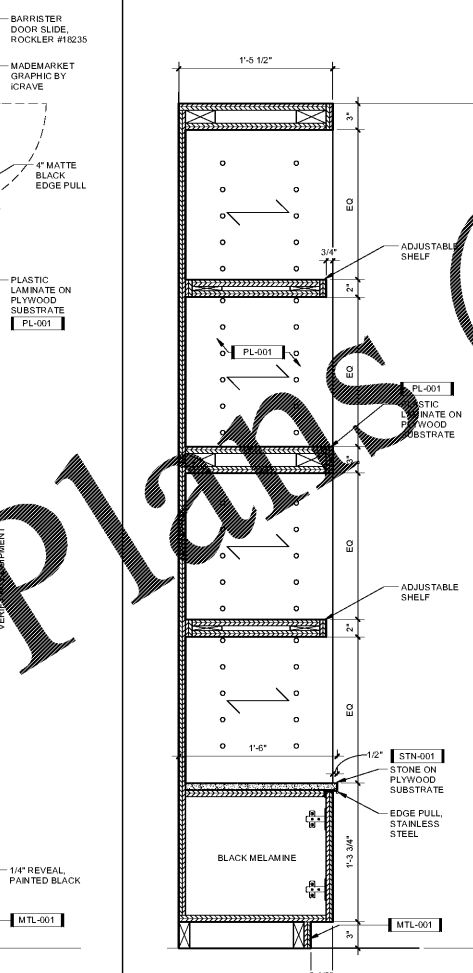 BARRISTER
DOOR SLIDE,
ROCKLER #18235
MADEMARKET
GRAPHIC BY
iCRAVE
4" MATTE
BLACK
EDGE PULL
PLASTIC
LAMINATE ON
PLYWOOD
SUBSTRATE
PL-001
1/4" REVEAL,
PAINTED BLACK
MTL-001
1'-5 1/2"
3"
EQ
3/4"
ADJUSTABLE
SHELF
2"
PL-001
EQ
PL-001
PLASTIC
LAMINATE ON
PLYWOOD
SUBSTRATE
3"
EQ
ADJUSTABLE
SHELF
2"
EQ
1'-6"
1/2"
STN-001
STONE ON
PLYWOOD
SUBSTRATE
EDGE PULL,
STAINLESS
STEEL
BLACK MELAMINE
1'-3 3/4"
MTL-001
3"
Plans